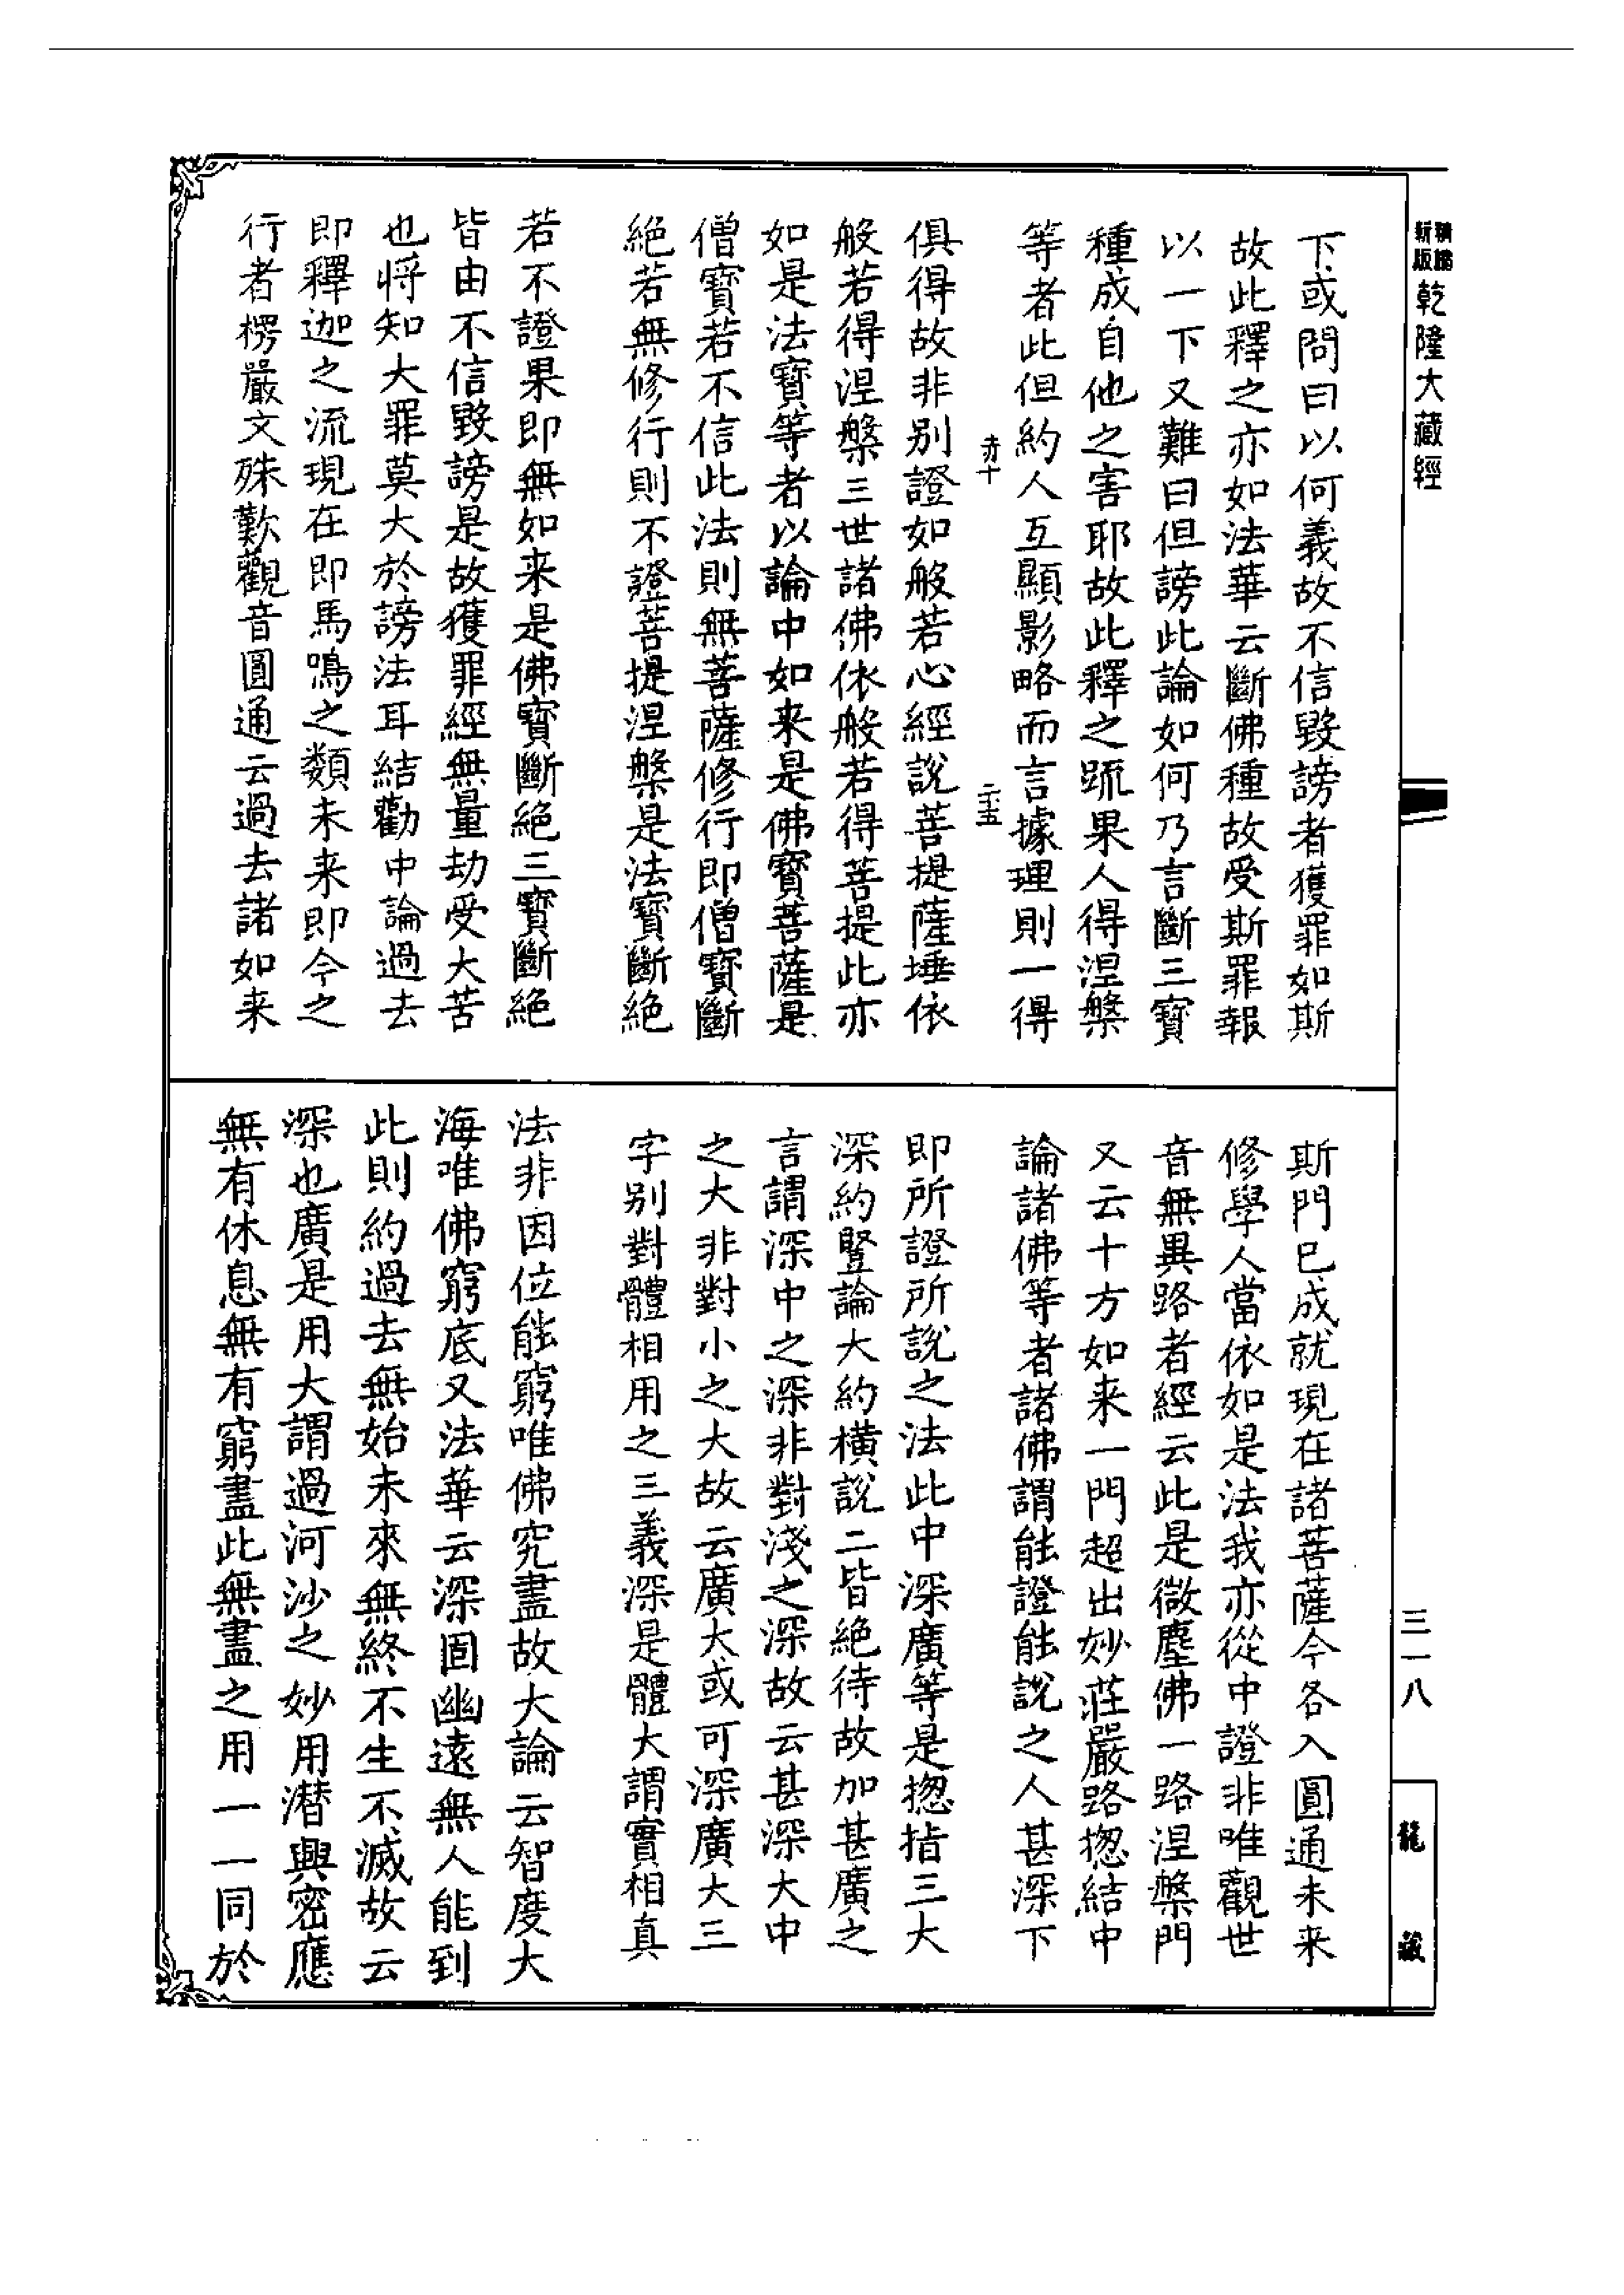 精縮
新版
乾隆大藏經
下或問曰以何義故不信毀謗者獲罪如斯
故此釋之亦如法華云斷佛種故受斯罪報
以一下又難曰但謗此論如何乃言斷三寶
種成自他之害耶故此釋之䟽果人得涅槃
等者此但約人互顯影略而言據理則一得
俱得故非別證如般若心經說菩提薩埵依
般若得涅槃三世諸佛依般若得菩提此亦
如是法寶等者以論中如来是佛寶菩薩是
僧寶若不信此法則無菩薩修行即僧寶斷
絕若無修行則不證菩提涅槃是法寶斷絕
若不證果即無如来是佛寶斷絕三寶斷絕
皆由不信毀謗是故獲罪經無量劫受大苦
也將知大罪莫大於謗法耳結勸中論過去
即釋迦之流現在即馬鳴之類未来即今之
行者楞嚴文殊歎觀音圓通云過去諸如来
斯門已成就現在諸菩薩今各入圓通未来
修學人當依如是法我亦從中證非唯觀世
音無異路者經云此是微塵佛一路涅槃門
又云十方如来一門超出妙莊嚴路揔結中
論諸佛等者諸佛謂能證能說之人甚深下
即所證所說之法此中深廣等是揔指三大
深約豎論大約橫說二皆絕待故加甚廣之
言謂深中之深非對淺之深故云甚深大中
之大非對小之大故云廣大或可深廣大三
字別對體相用之三義深是體大謂實相真
法非因位能窮唯佛究盡故大論云智度大
海唯佛窮底又法華云深固幽遠無人能到
此則約過去無始未來無終不生不滅故云
深也廣是用大謂過河沙之妙用潛興密應
無有休息無有窮盡此無盡之用一一同於
三一八
龍藏